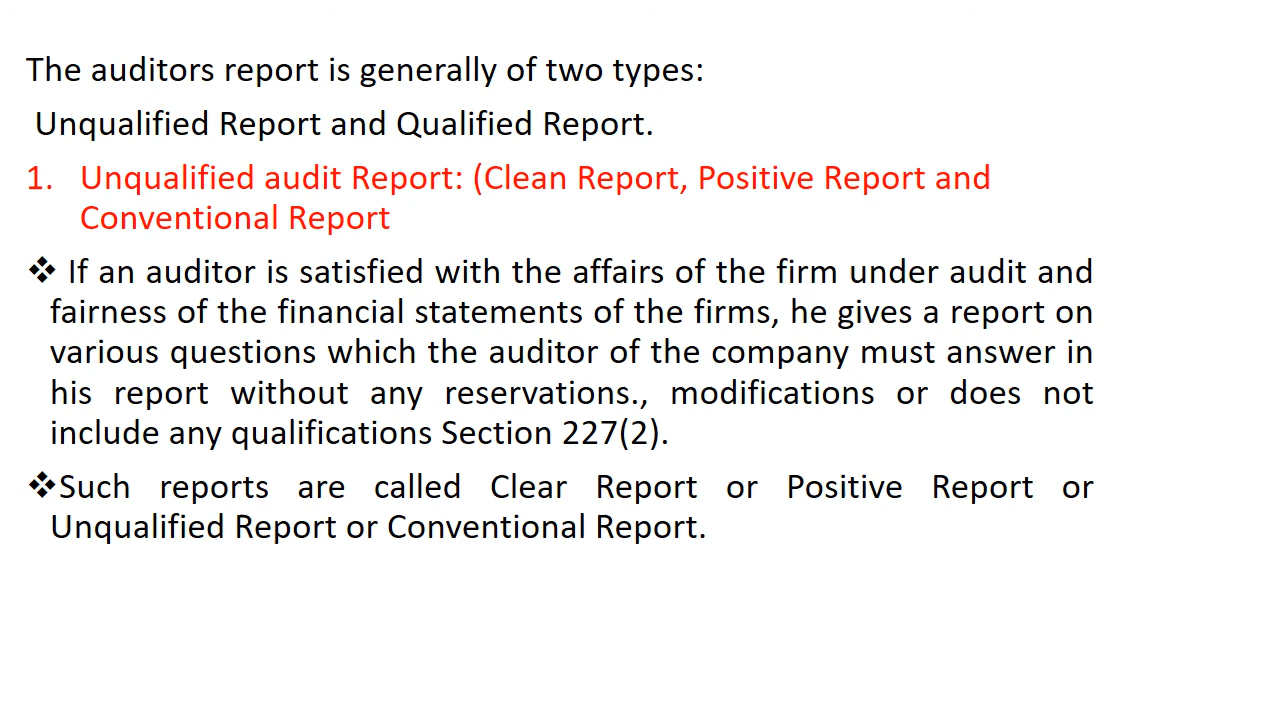 The auditors report is generally of two types:
Unqualified Report and Qualified Report.
1. Unqualified audit Report: (Clean Report, Positive Report and
Conventional Report
❖ If an auditor is satisfied with the affairs of the firm under audit and
fairness of the financial statements of the firms, he gives a report on
various questions which the auditor of the company must answer in
his report without any reservations., modifications or does not
include any qualifications Section 227(2).
❖Such reports are called Clear Report or Positive Report or
Unqualified Report or Conventional Report.